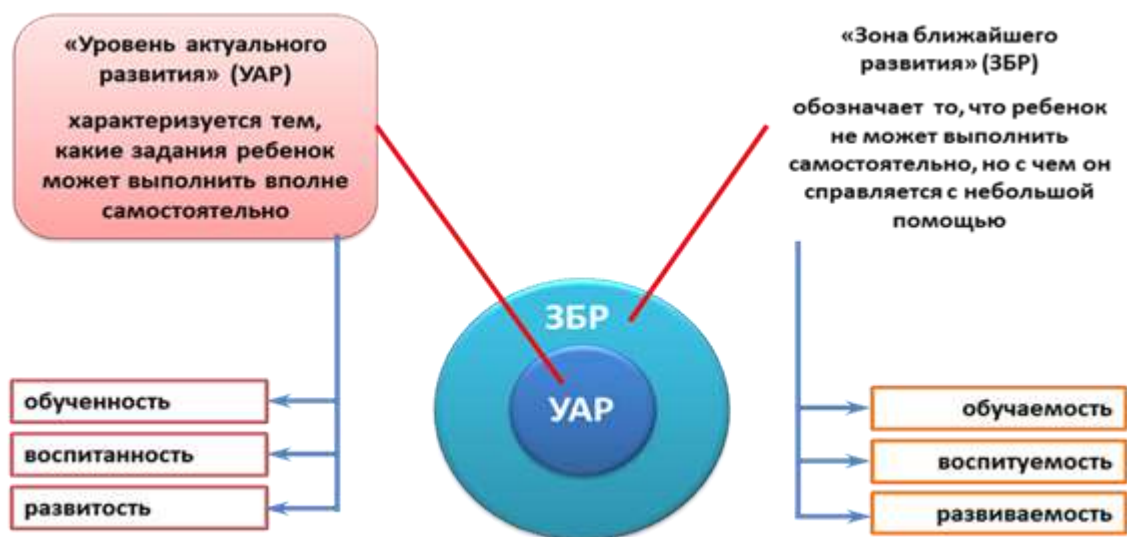 «Уровень актуального
развития» (УАР)
характеризуется тем,
какие задания ребенок
может выполнить вполне
самостоятельно
«Зона ближайшего
развития» (ЗБР)
обозначает то, что ребенок
не может выполнить
самостоятельно, но с чем он
справляется с небольшой
помощью
ЗБР
УАР
обученность
воспитанность
развитость
обучаемость
воспитуемость
развиваемость